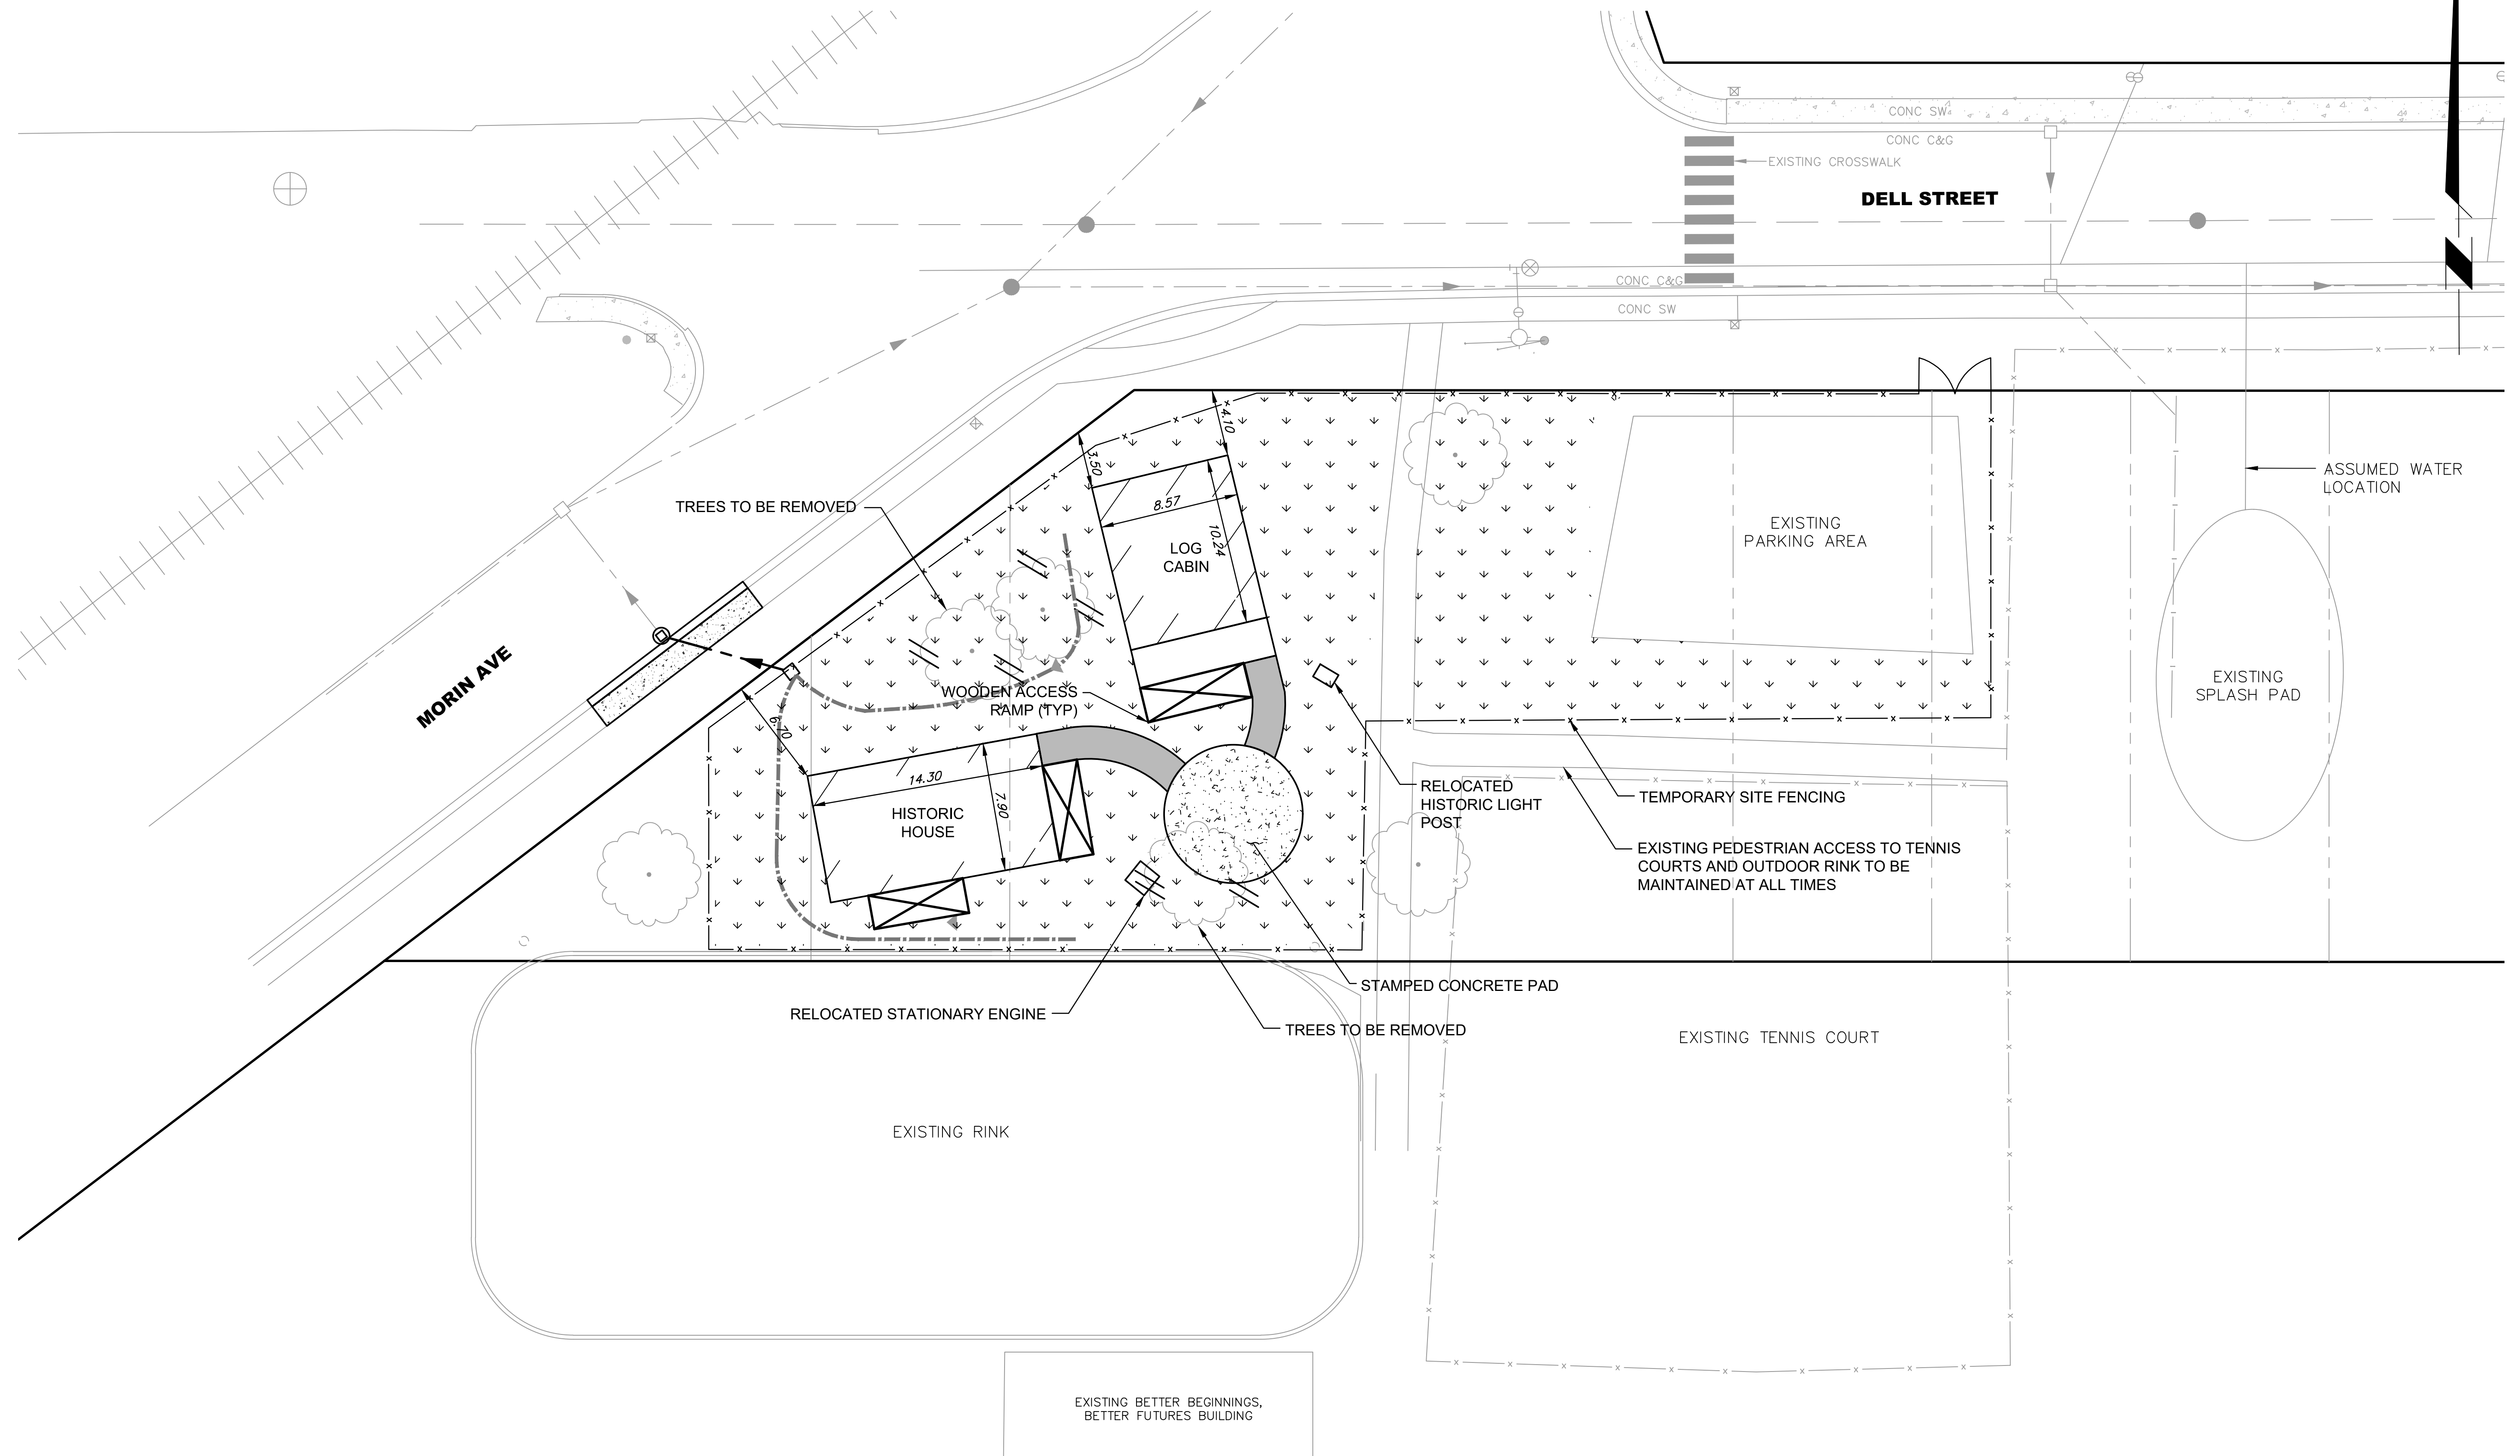 CONC SW
CONC C&G
EXISTING CROSSWALK
DELL STREET
CONC C&G
CONC SW
4.10
3.50
ASSUMED WATER
LOCATION
TREES TO BE REMOVED
8.57
10.24
EXISTING
PARKING AREA
LOG
CABIN
MORIN AVE
EXISTING
SPLASH PAD
WOODEN ACCESS
RAMP (TYP)
6.70
14.30
7.90
HISTORIC
HOUSE
RELOCATED
HISTORIC LIGHT
POST
TEMPORARY SITE FENCING
EXISTING PEDESTRIAN ACCESS TO TENNIS
COURTS AND OUTDOOR RINK TO BE
MAINTAINED AT ALL TIMES
STAMPED CONCRETE PAD
RELOCATED STATIONARY ENGINE
TREES TO BE REMOVED
EXISTING TENNIS COURT
EXISTING RINK
EXISTING BETTER BEGINNINGS,
BETTER FUTURES BUILDING